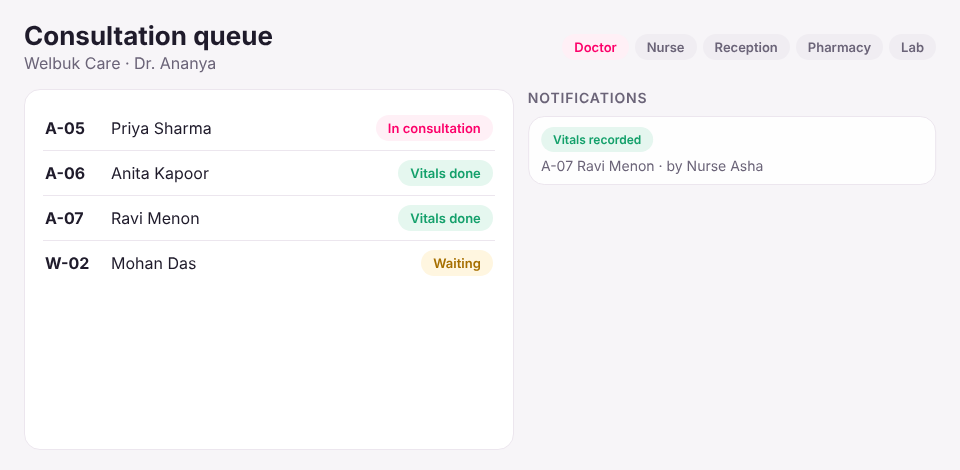 Consultation queue
Welbuk Care · Dr. Ananya
Doctor Nurse Reception Pharmacy Lab
A-05 Priya Sharma In consultation
A-06 Anita Kapoor Vitals done
A-07 Ravi Menon Vitals done
W-02 Mohan Das Waiting
NOTIFICATIONS
Vitals recorded
A-07 Ravi Menon · by Nurse Asha